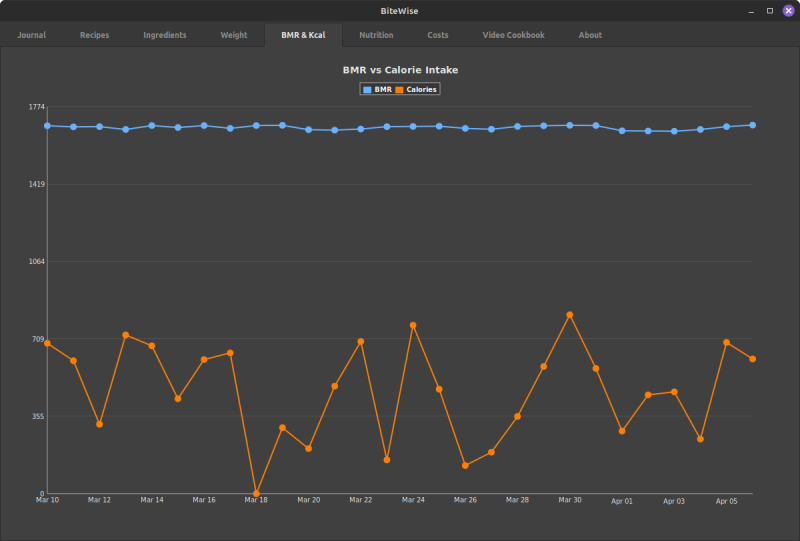 BiteWise
Journal Recipes Ingredients Weight BMR & Kcal Nutrition Costs Video Cookbook About
BMR vs Calorie Intake
BMR Calories
1774
1419
1064
709
355
0
Mar 10 Mar 12 Mar 14 Mar 16 Mar 18 Mar 20 Mar 22 Mar 24 Mar 26 Mar 28 Mar 30 Apr 01 Apr 03 Apr 05